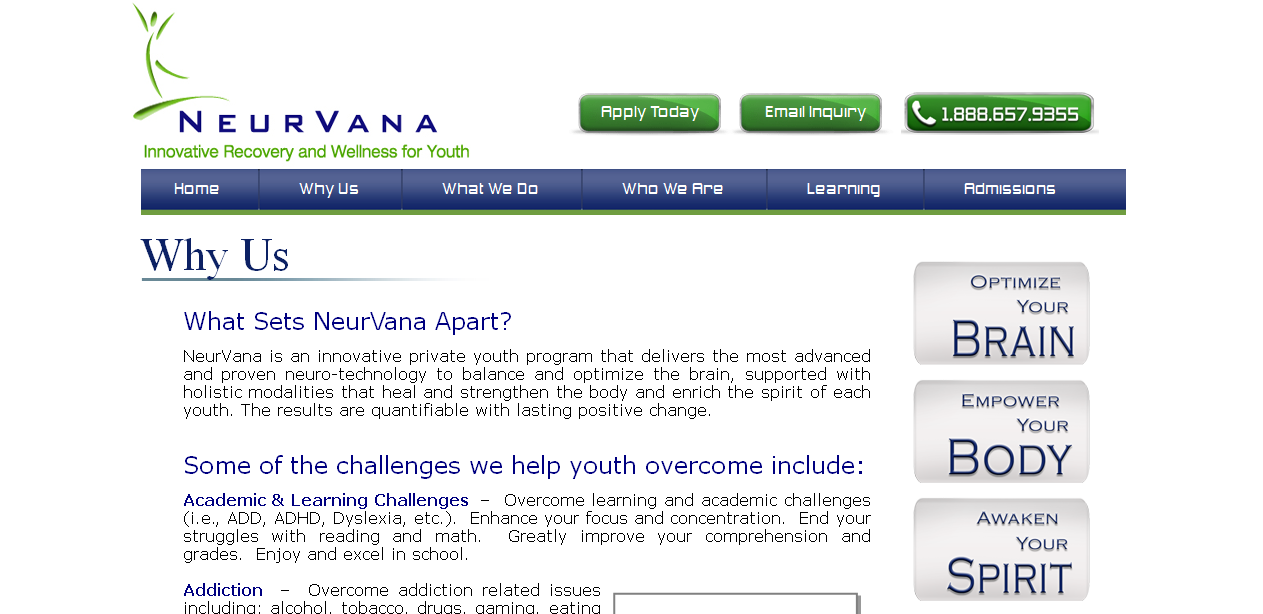 NEURVANA
Innovative Recovery and Wellness for Youth
Apply Today
Email Inquiry
1.888.657.9355
Home
Why Us
What We Do
Who We Are
Learning
Admissions
Why Us
What Sets NeurVana Apart?
NeurVana is an innovative private youth program that delivers the most advanced
and proven neuro-technology to balance and optimize the brain, supported with
holistic modalities that heal and strengthen the body and enrich the spirit of each
youth. The results are quantifiable with lasting positive change.
Some of the challenges we help youth overcome include:
Academic & Learning Challenges – Overcome learning and academic challenges
(i.e., ADD, ADHD, Dyslexia, etc.). Enhance your focus and concentration. End your
struggles with reading and math. Greatly improve your comprehension and
grades. Enjoy and excel in school.
Addiction – Overcome addiction related issues
including: alcohol, tobacco, drugs, gaming, eating
OPTIMIZE
YOUR
BRAIN
EMPOWER
YOUR
BODY
AWAKEN
YOUR
SPIRIT